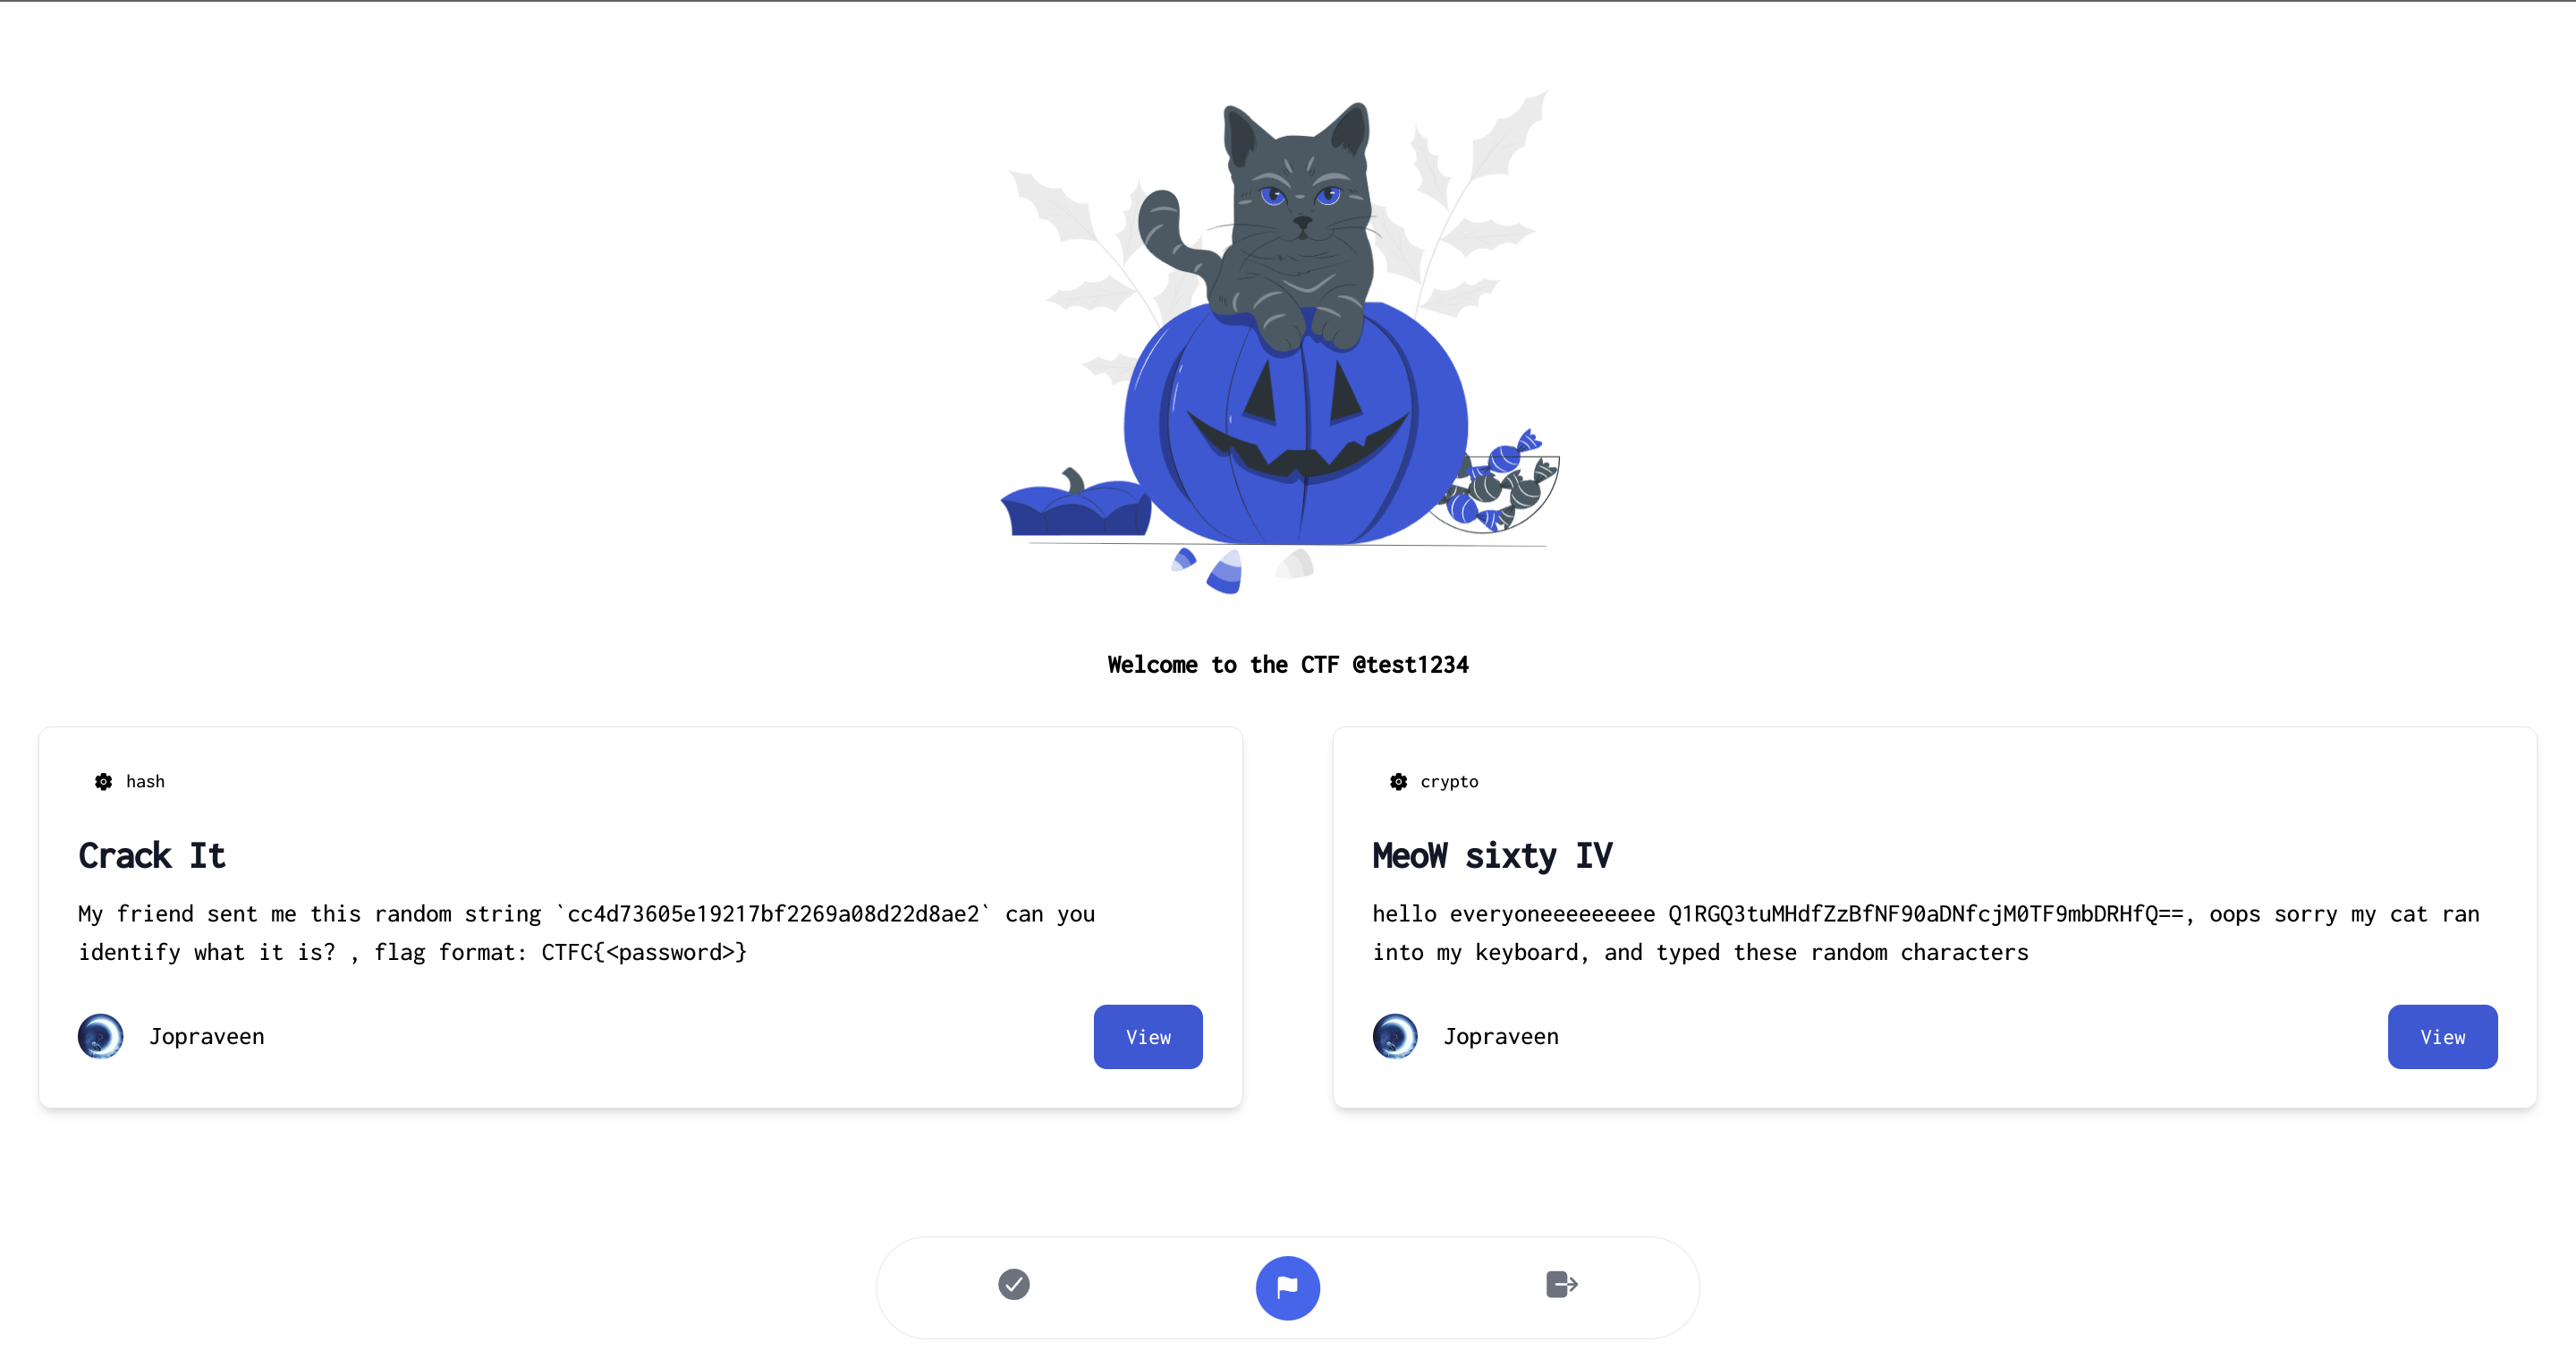 Welcome to the CTF @test1234
hash
Crack It
My friend sent me this random string `cc4d73605e19217bf2269a08d22d8ae2` can you
identify what it is? , flag format: CTFC{<password>}
Jopraveen
View
crypto
MeoW sixty IV
hello everyoneeeeeeeee Q1RGQ3tuMHdfZzBfNF90aDNfcjM0TF9mbDRHfQ==, oops sorry my cat ran
into my keyboard, and typed these random characters
Jopraveen
View